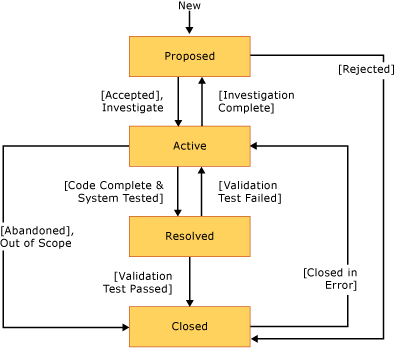 New
Proposed
[Rejected]
[Accepted],
Investigate
[Investigation
Complete]
Active
[Code Complete &
System Tested]
[Validation
Test Failed]
[Abandoned],
Out of Scope
Resolved
[Validation
Test Passed]
[Closed in
Error]
Closed